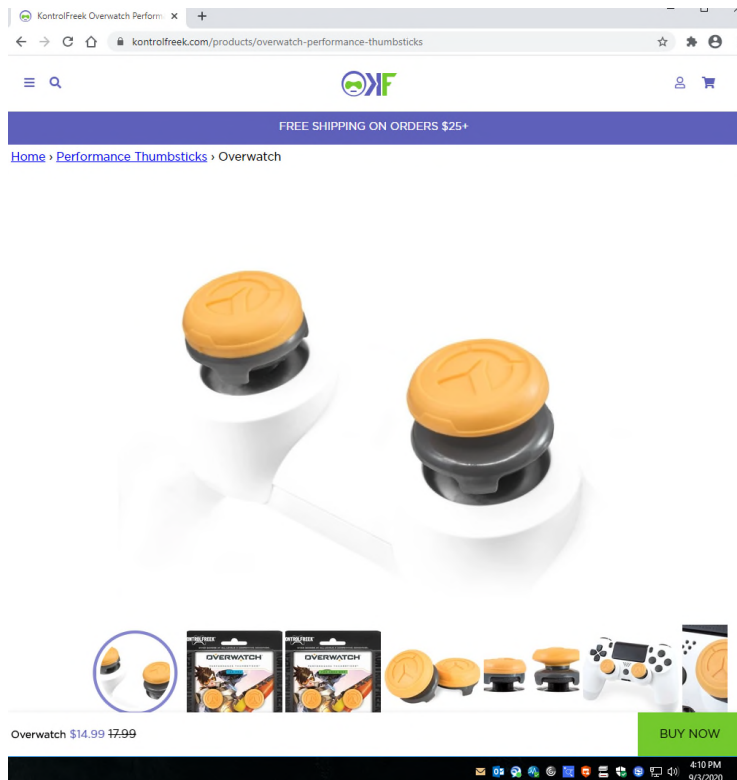 KontrolFreek Overwatch Perform
kontrolfreek.com/products/overwatch-performance-thumbsticks
KF
FREE SHIPPING ON ORDERS $25+
Home › Performance Thumbsticks › Overwatch
OVERWATCH
OVERWATCH
Overwatch $14.99 17.99
BUY NOW
4:10 PM
9/3/2020